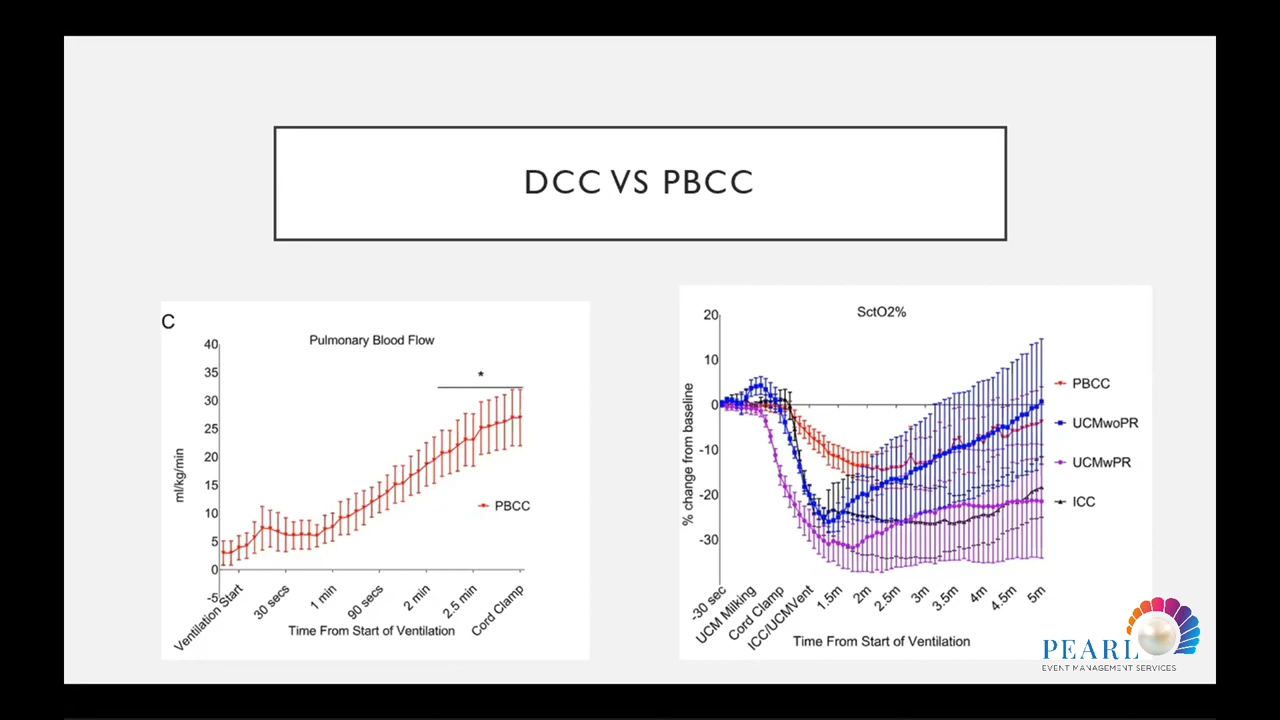 DCC VS PBCC
C
Pulmonary Blood Flow
40
35
30
25
20
15
10
5
0
-5
ml/kg/min
*
PBCC
Ventilation Start
30 secs
1 min
90 secs
2 min
2.5 min
Cord Clamp
Time From Start of Ventilation
SctO2%
20
10
0
-10
-20
-30
% change from baseline
PBCC
UCMwoPR
UCMwPR
ICC
-30 sec
UCM Milking
Cord Clamp
ICC/UCMVent
1.5m
2m
2.5m
3m
3.5m
4m
4.5m
5m
Time From Start of Ventilation
PEARL
EVENT MANAGEMENT SERVICES